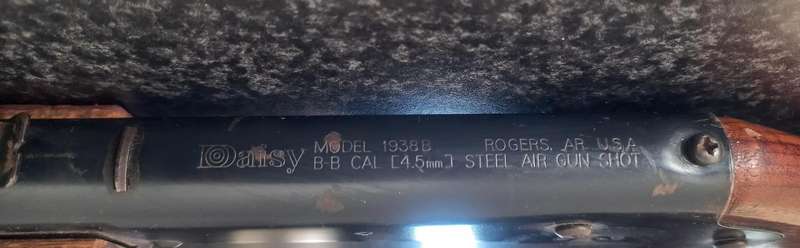 Daisy MODEL 1938B ROGERS, AR. U.S.A.
B-B CAL [4.5mm] STEEL AIR GUN SHOT